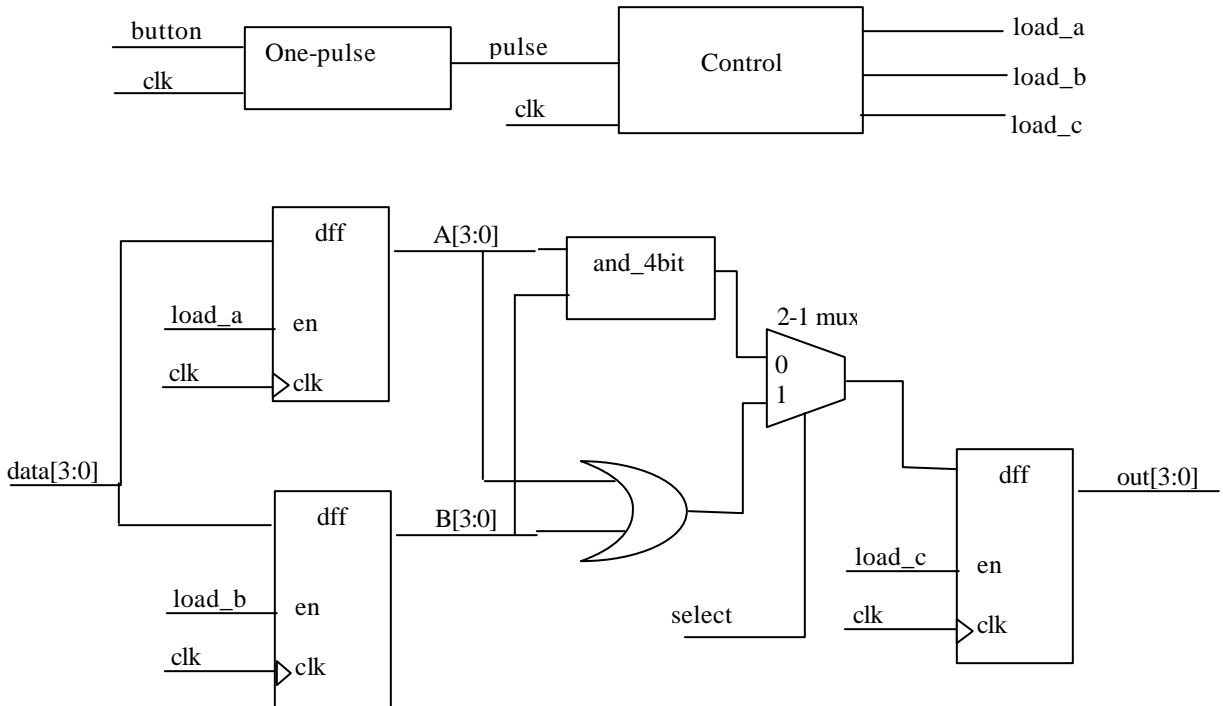 button
clk
One-pulse
pulse
clk
Control
load_a
load_b
load_c
data[3:0]
dff
load_a
en
clk
clk
A[3:0]
and_4bit
2-1 mux
0
1
dff
load_b
en
clk
clk
B[3:0]
select
dff
load_c
en
clk
clk
out[3:0]